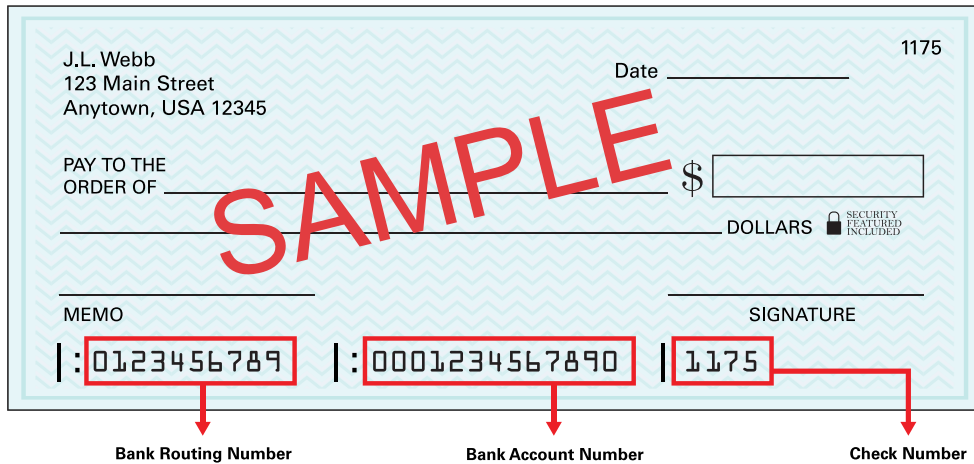 1175
J.L. Webb
123 Main Street
Anytown, USA 12345
Date
SAMPLE
PAY TO THE
ORDER OF
$
DOLLARS
SECURITY
FEATURED
INCLUDED
MEMO
SIGNATURE
|: 0123456789 |: 0001234567890 | 1175
Bank Routing Number Bank Account Number Check Number